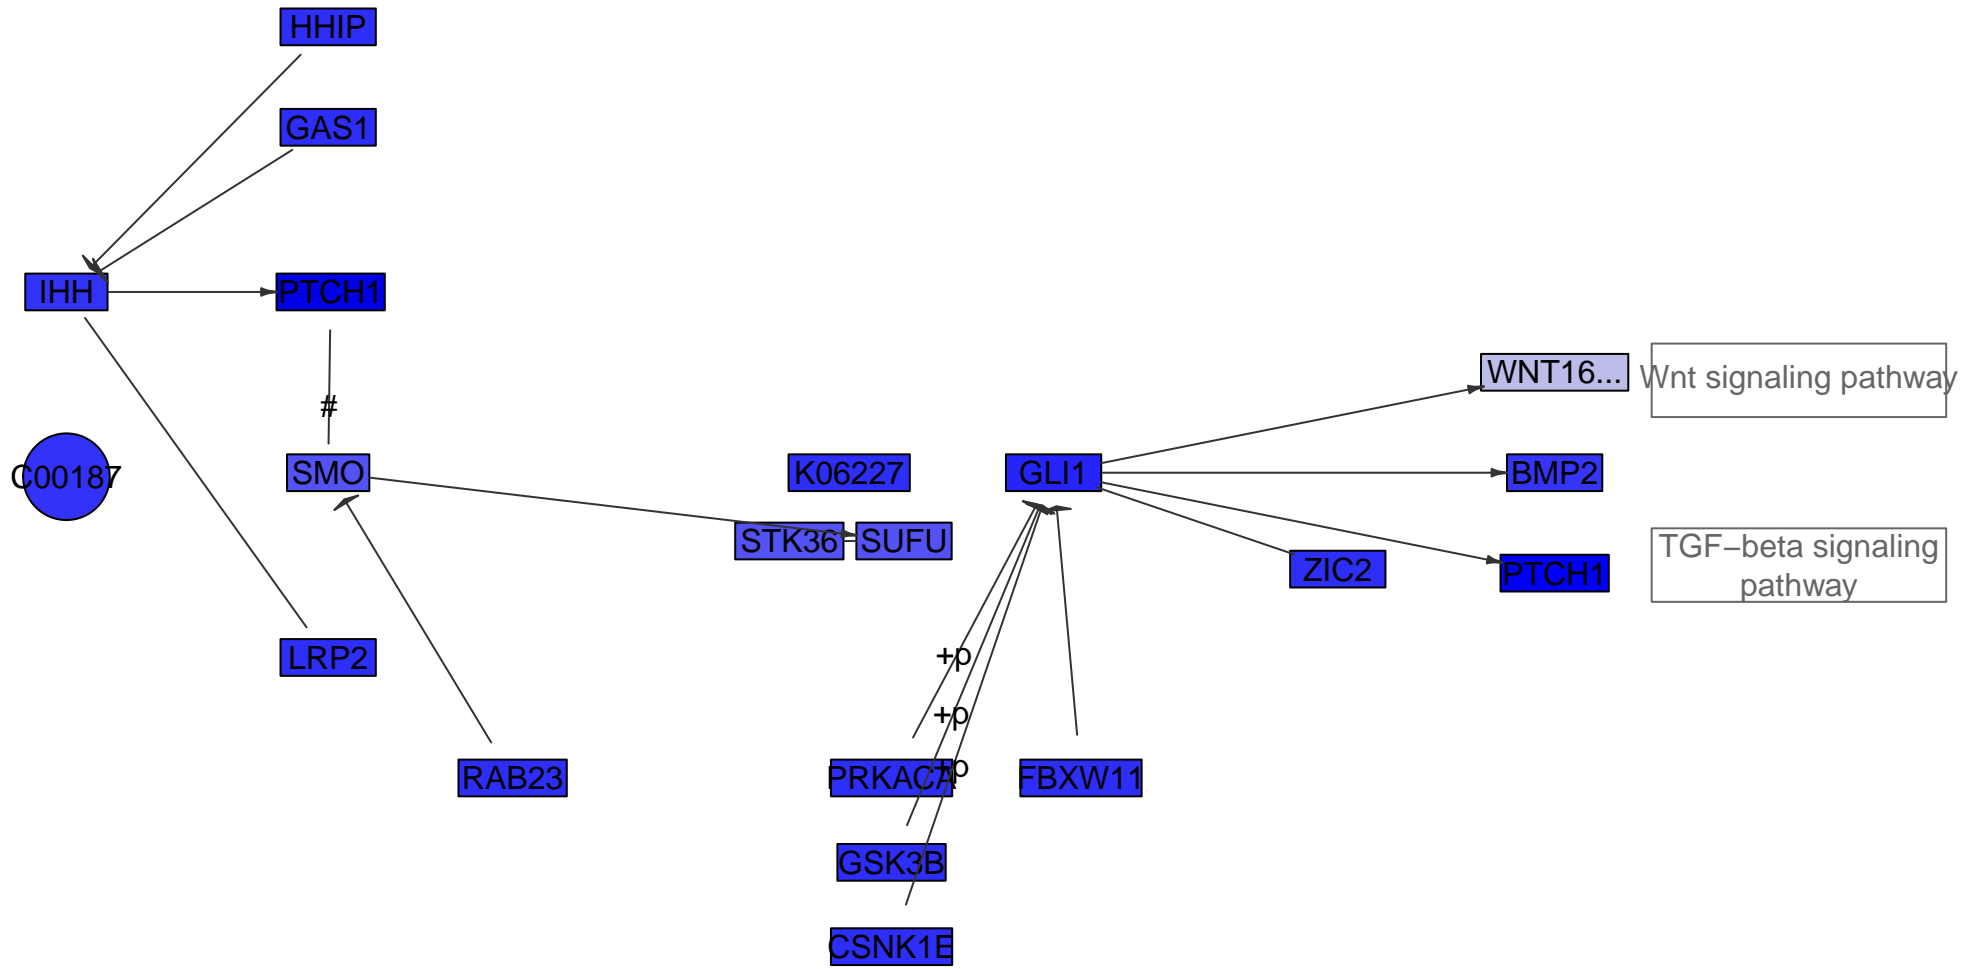 HHIP
GAS1
IHH
PTCH1
WNT16...
Wnt signaling pathway
#
C00187
SMO
K06227
GLI1
BMP2
STK36
SUFU
ZIC2
PTCH1
TGF−beta signaling
pathway
LRP2
+p
+p
+p
RAB23
PRKACA
FBXW11
GSK3B
CSNK1E